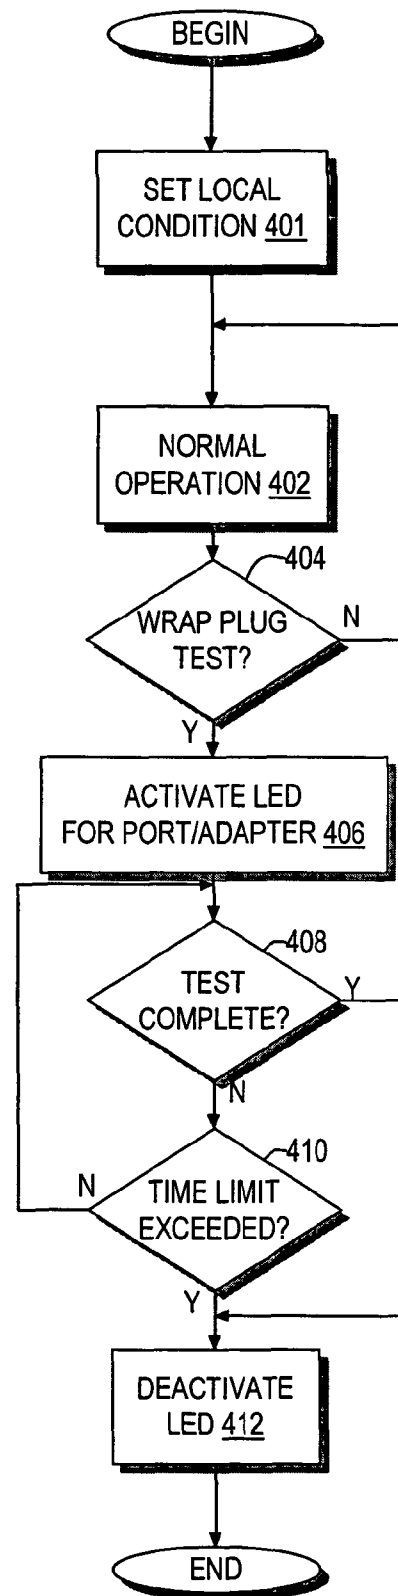 BEGIN
SET LOCAL
CONDITION 401
NORMAL
OPERATION 402
404
WRAP PLUG
TEST?
N
Y
ACTIVATE LED
FOR PORT/ADAPTER 406
408
TEST
COMPLETE?
Y
N
410
TIME LIMIT
EXCEEDED?
N
Y
DEACTIVATE
LED 412
END